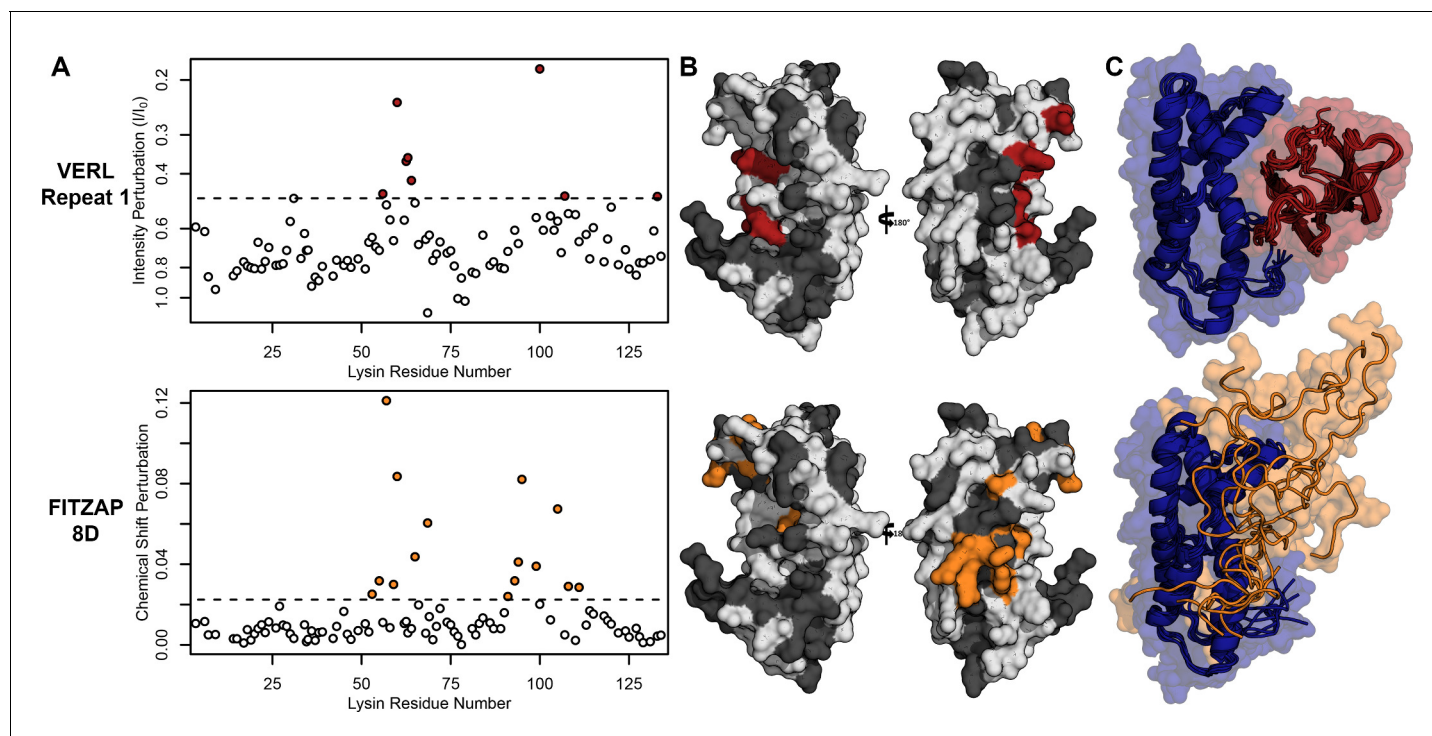 A
B
C
VERL
Repeat 1
Intensity Perturbation (I/I0)
0.2
0.3
0.4
0.6
0.8
1.0
25
50
75
100
125
Lysin Residue Number
180°
FITZAP
8D
Chemical Shift Perturbation
0.12
0.08
0.04
0.00
25
50
75
100
125
Lysin Residue Number